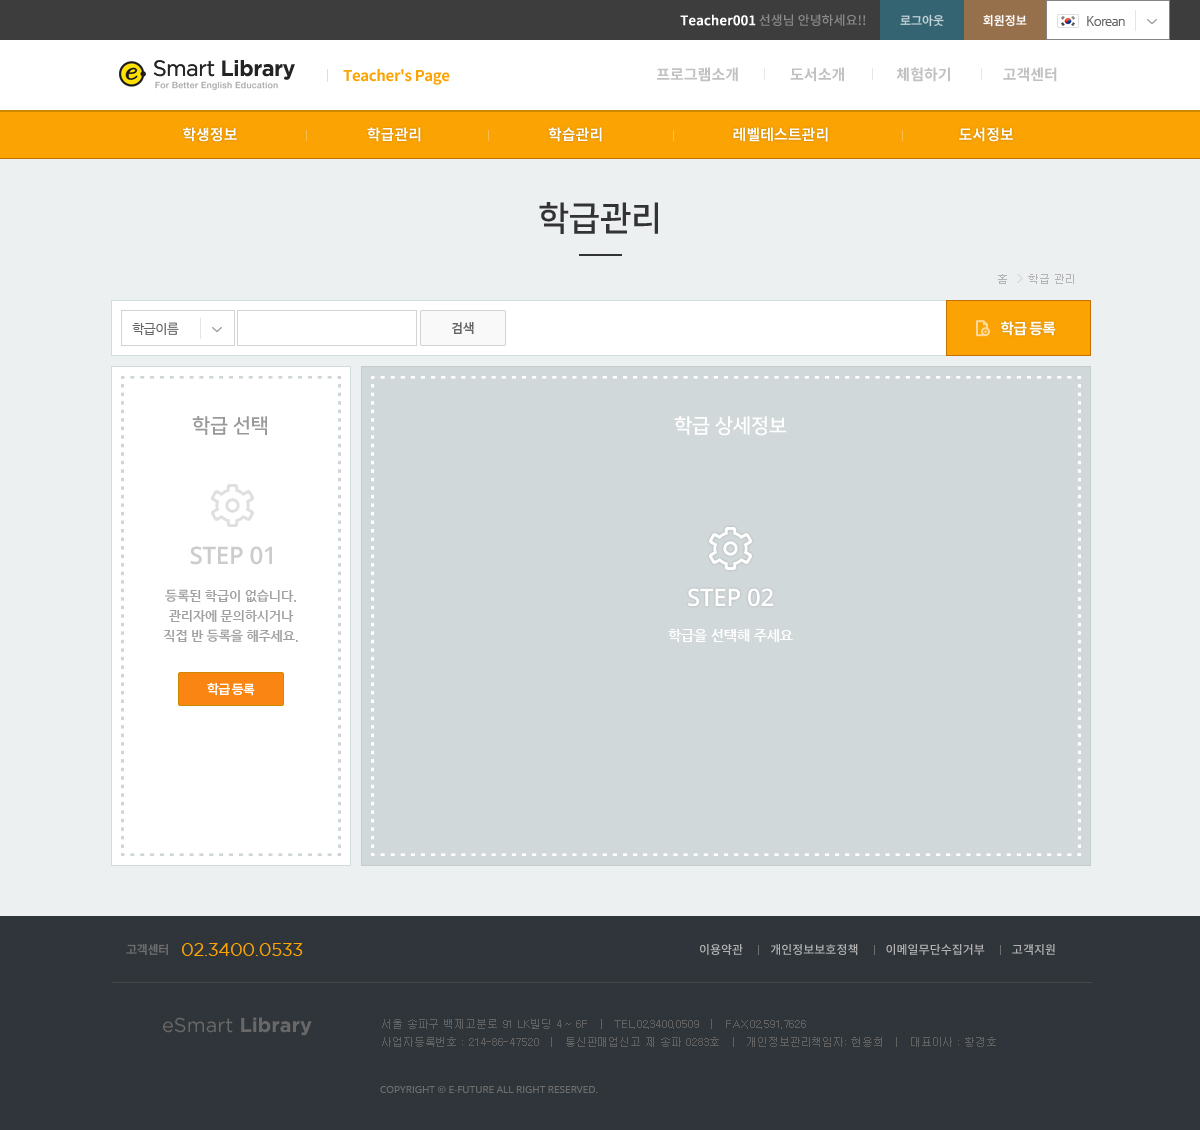 Teacher001 선생님 안녕하세요!! 로그아웃 회원정보 Korean
e Smart Library
For Better English Education
Teacher's Page
프로그램소개 도서소개 체험하기 고객센터
학생정보 학급관리 학습관리 레벨테스트관리 도서정보
학급관리
홈 > 학급 관리
학급이름 검색 학급 등록
학급 선택
STEP 01
등록된 학급이 없습니다.
관리자에 문의하시거나
직접 반 등록을 해주세요.
학급등록
학급 상세정보
STEP 02
학급을 선택해 주세요
고객센터 02.3400.0533
이용약관 | 개인정보보호정책 | 이메일무단수집거부 | 고객지원
eSmart Library
서울 송파구 백제고분로 91 LK빌딩 4 ~ 6F | TEL.02.3400.0509 | FAX.02.591.7626
사업자등록번호 : 214-86-47520 | 통신판매업신고 제 송파 0283호 | 개인정보관리책임자: 현용희 | 대표이사 : 황경호
COPYRIGHT © E-FUTURE ALL RIGHT RESERVED.